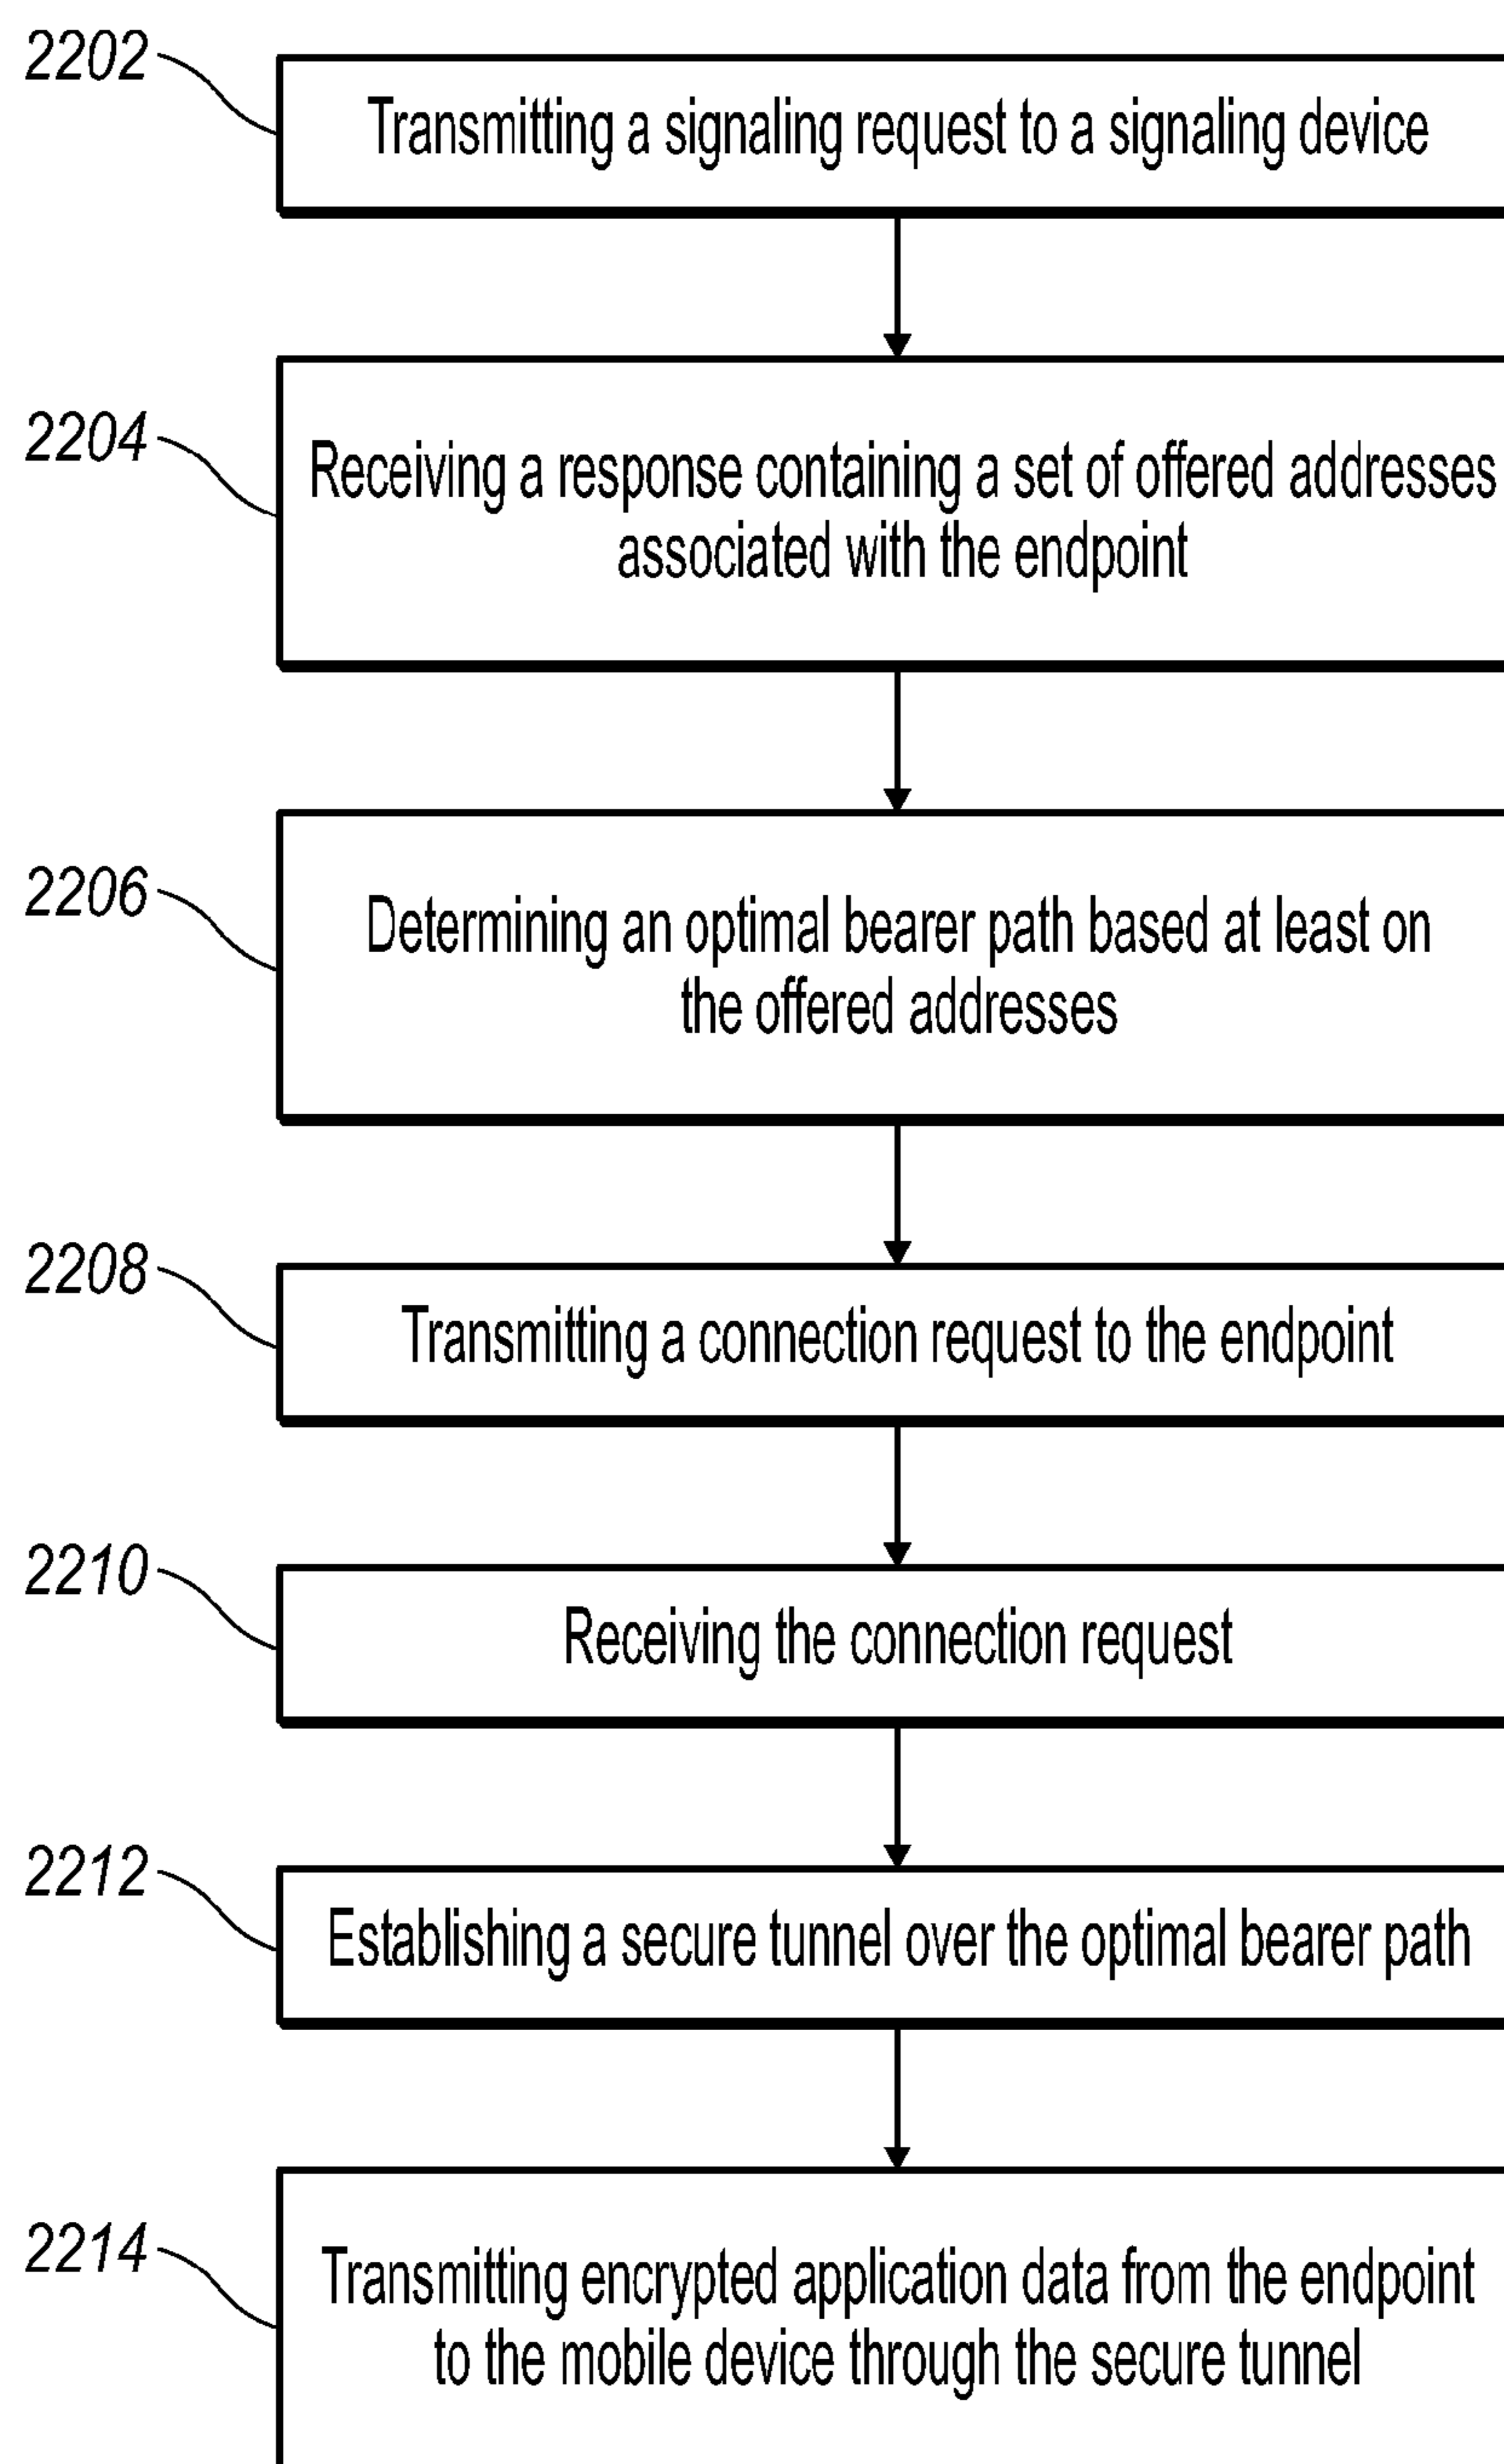 2202
Transmitting a signaling request to a signaling device
2204
Receiving a response containing a set of offered addresses
associated with the endpoint
2206
Determining an optimal bearer path based at least on
the offered addresses
2208
Transmitting a connection request to the endpoint
2210
Receiving the connection request
2212
Establishing a secure tunnel over the optimal bearer path
2214
Transmitting encrypted application data from the endpoint
to the mobile device through the secure tunnel